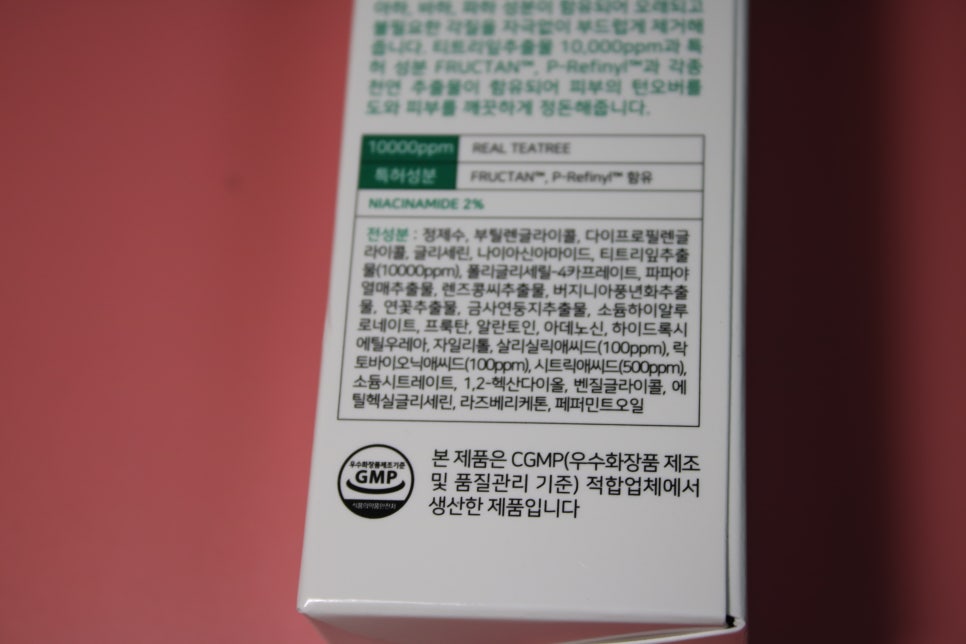 아하, 바하, 파하 성분이 함유되어 오래되고
불필요한 각질을 자극없이 부드럽게 제거해
줍니다. 티트리잎추출물 10,000ppm과 특
허 성분 FRUCTAN™, P-Refinyl™과 각종
천연 추출물이 함유되어 피부의 턴오버를
도와 피부를 깨끗하게 정돈해줍니다.
10000ppm REAL TEATREE
특허성분 FRUCTAN™, P-Refinyl™ 함유
NIACINAMIDE 2%
전성분 : 정제수, 부틸렌글라이콜, 다이프로필렌글
라이콜, 글리세린, 나이아신아마이드, 티트리잎추출
물(10000ppm), 폴리글리세릴-4카프레이트, 파파야
열매추출물, 렌즈콩씨추출물, 버지니아풍년화추출
물, 연꽃추출물, 금사연둥지추출물, 소듐하이알루
로네이트, 프룩탄, 알란토인, 아데노신, 하이드록시
에틸우레아, 자일리톨, 살리실릭애씨드(100ppm), 락
토바이오닉애씨드(100ppm), 시트릭애씨드(500ppm),
소듐시트레이트, 1,2-헥산다이올, 벤질글라이콜, 에
틸헥실글리세린, 라즈베리케톤, 페퍼민트오일
우수화장품제조기준
GMP
식품의약품안전처
본 제품은 CGMP(우수화장품 제조
및 품질관리 기준) 적합업체에서
생산한 제품입니다